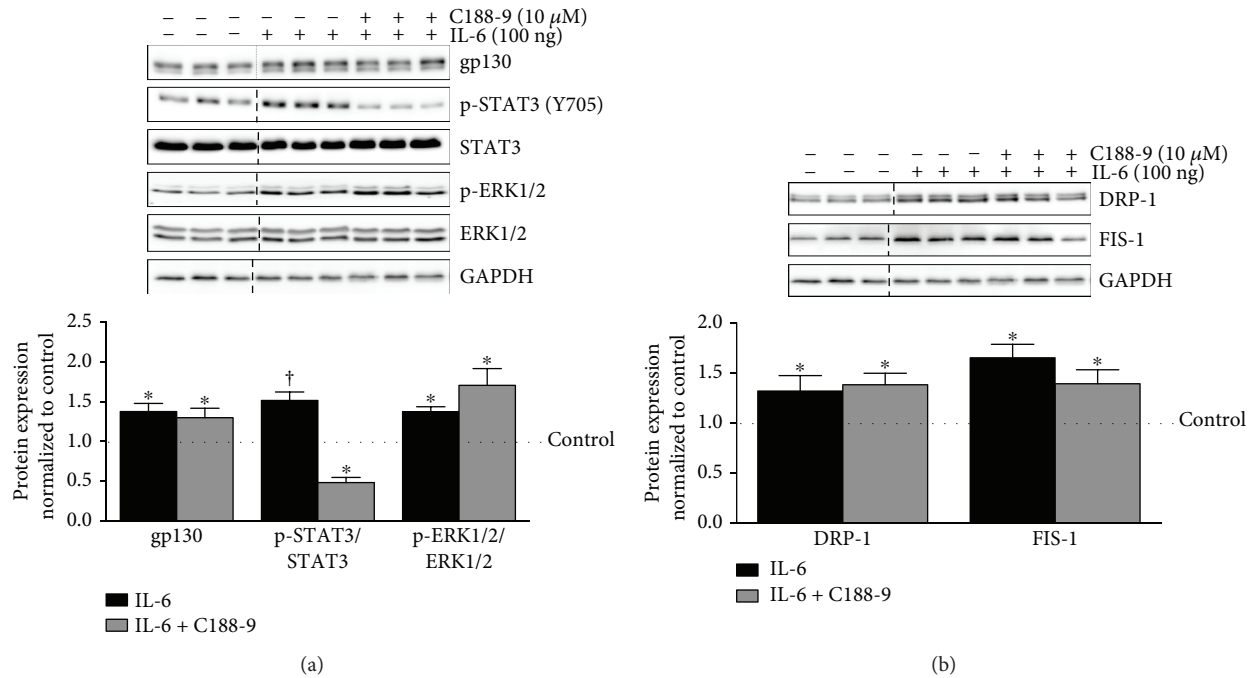 − − − − − − + + + C188-9 (10 μM)
− − − + + + + + + IL-6 (100 ng)
gp130
p-STAT3 (Y705)
STAT3
p-ERK1/2
ERK1/2
GAPDH
Protein expression
normalized to control
2.5
2.0
1.5
1.0
0.5
0.0
* * † * * *
Control
gp130
p-STAT3/
STAT3
p-ERK1/2/
ERK1/2
IL-6
IL-6 + C188-9
(a)
− − − − − − + + + C188-9 (10 μM)
− − − + + + + + + IL-6 (100 ng)
DRP-1
FIS-1
GAPDH
Protein expression
normalized to control
2.0
1.5
1.0
0.5
0.0
* * * *
Control
DRP-1
FIS-1
IL-6
IL-6 + C188-9
(b)